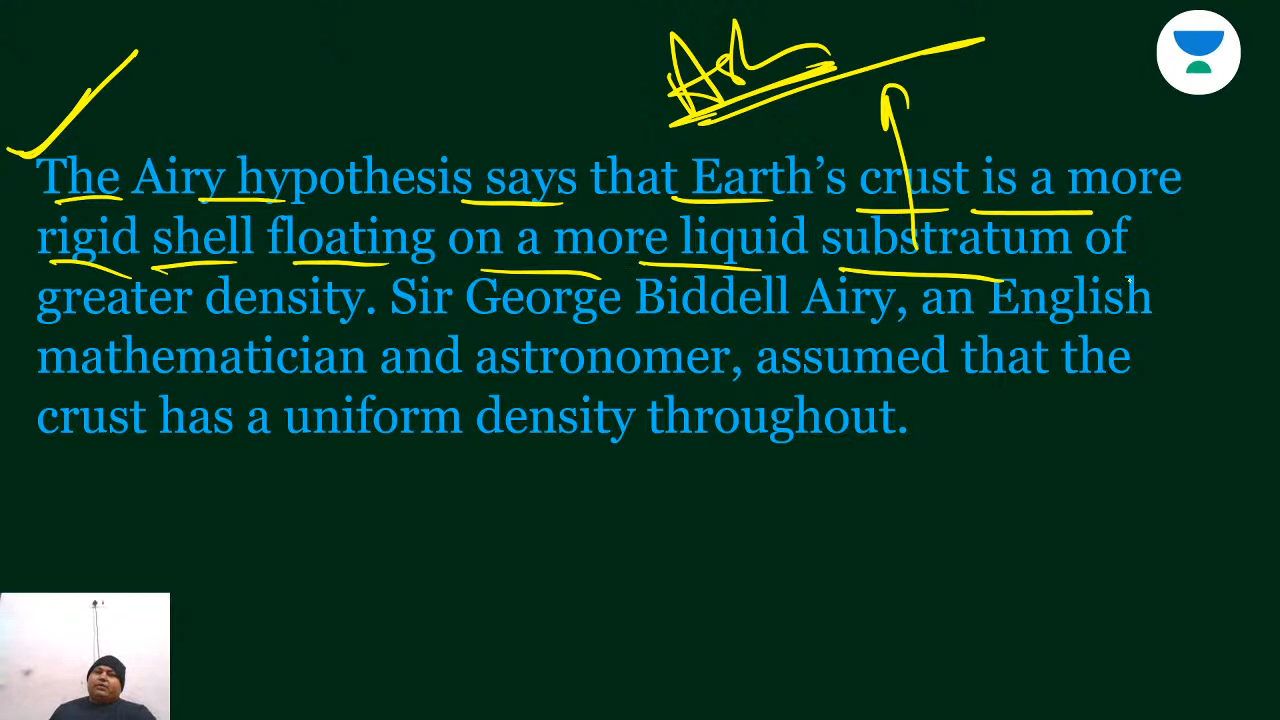 The Airy hypothesis says that Earth’s crust is a more
rigid shell floating on a more liquid substratum of
greater density. Sir George Biddell Airy, an English
mathematician and astronomer, assumed that the
crust has a uniform density throughout.